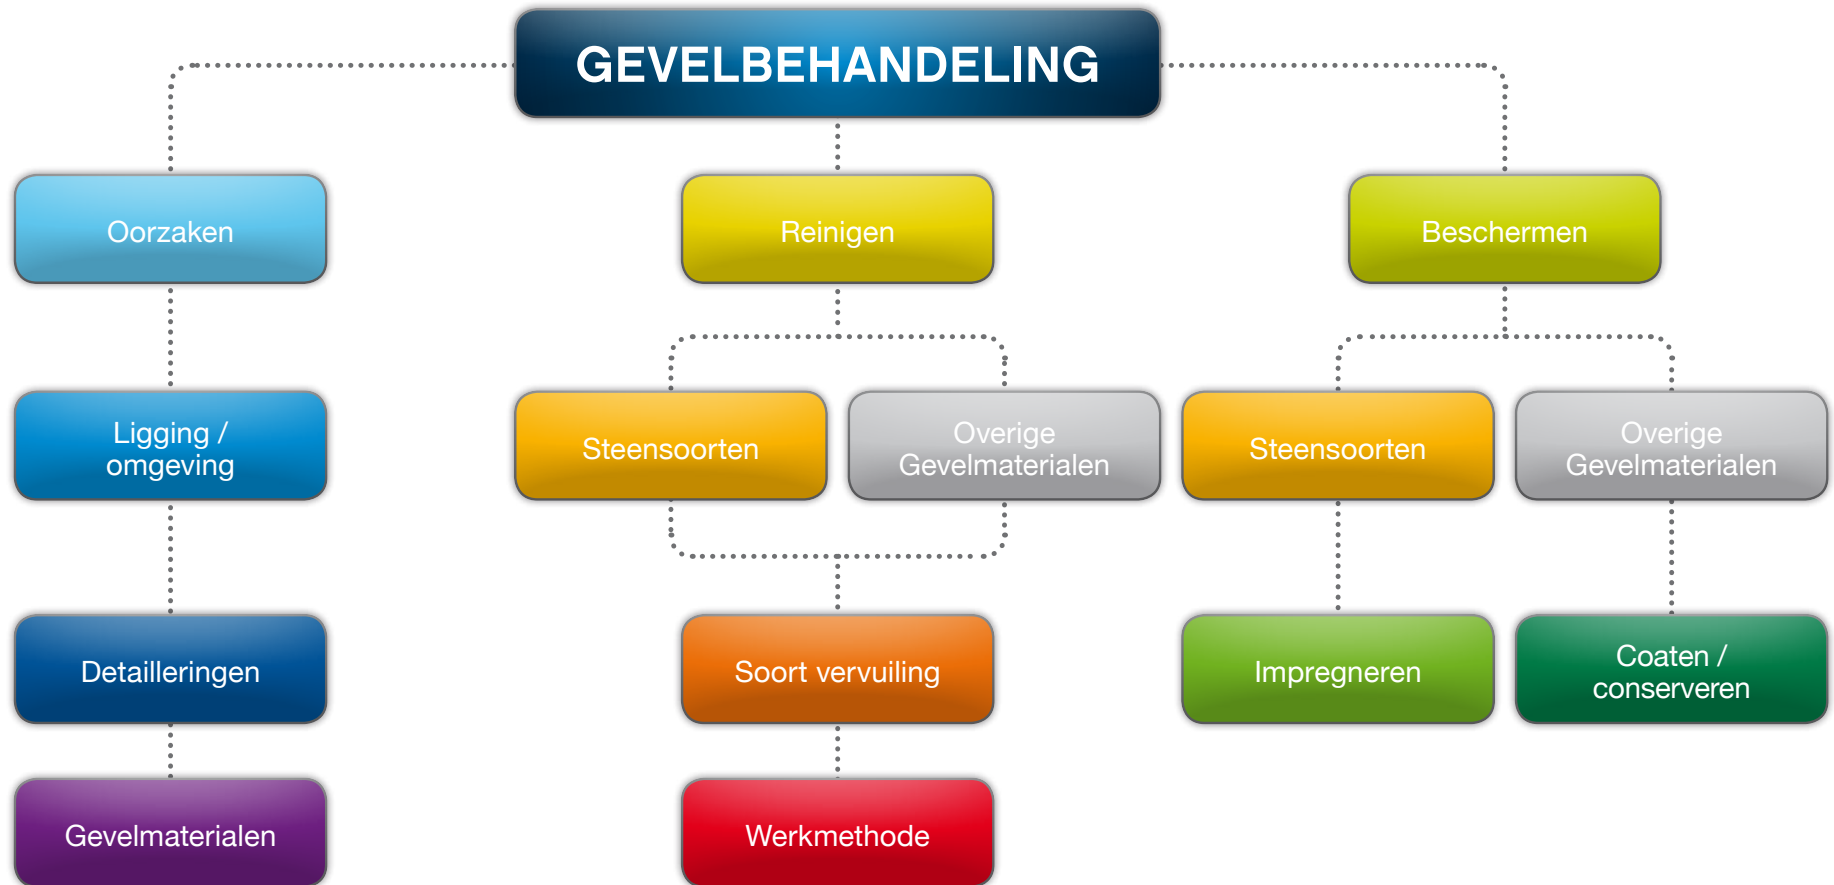 GEVELBEHANDELING
Oorzaken
Reinigen
Beschermen
Ligging /
omgeving
Steensoorten
Overige
Gevelmaterialen
Steensoorten
Overige
Gevelmaterialen
Detailleringen
Soort vervuiling
Impregneren
Coaten /
conserveren
Gevelmaterialen
Werkmethode